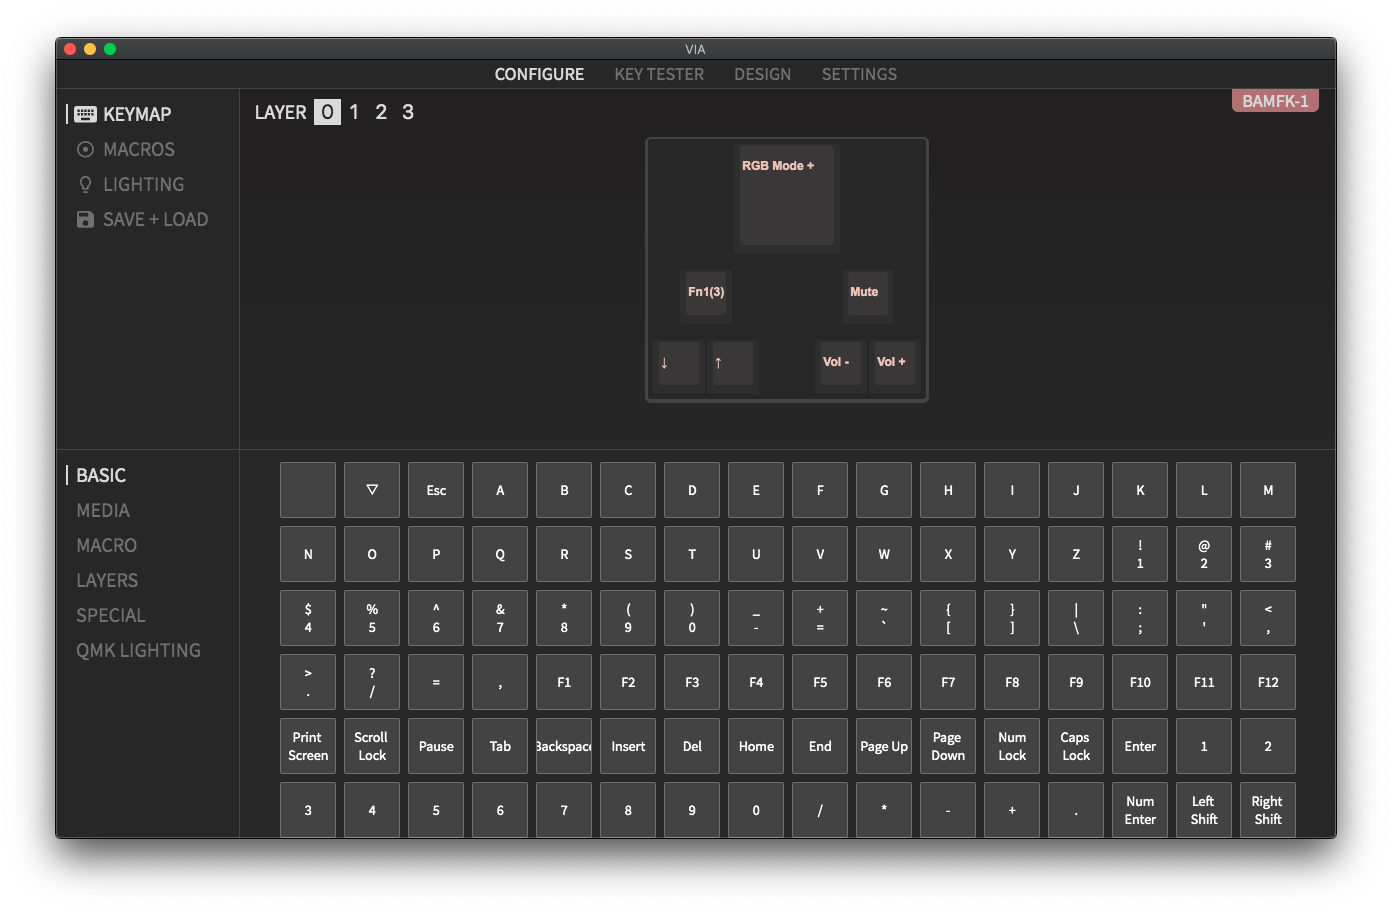 VIA
CONFIGURE KEY TESTER DESIGN SETTINGS
KEYMAP
MACROS
LIGHTING
SAVE + LOAD
LAYER 0 1 2 3
BAMFK-1
RGB Mode +
Fn1(3) Mute
↓ ↑ Vol - Vol +
BASIC
MEDIA
MACRO
LAYERS
SPECIAL
QMK LIGHTING
▽ Esc A B C D E F G H I J K L M
N O P Q R S T U V W X Y Z ! @ #
1 2 3
$ % ^ & * ( ) _ + ~ { } | : " <
4 5 6 7 8 9 0 - = ` [ ] \ ; ' ,
> ?
. / = , F1 F2 F3 F4 F5 F6 F7 F8 F9 F10 F11 F12
Print Scroll Pause Tab Backspace Insert Del Home End Page Up Page Num Caps Enter 1 2
Screen Lock Down Lock Lock
3 4 5 6 7 8 9 0 / * - + . Num Left Right
Enter Shift Shift